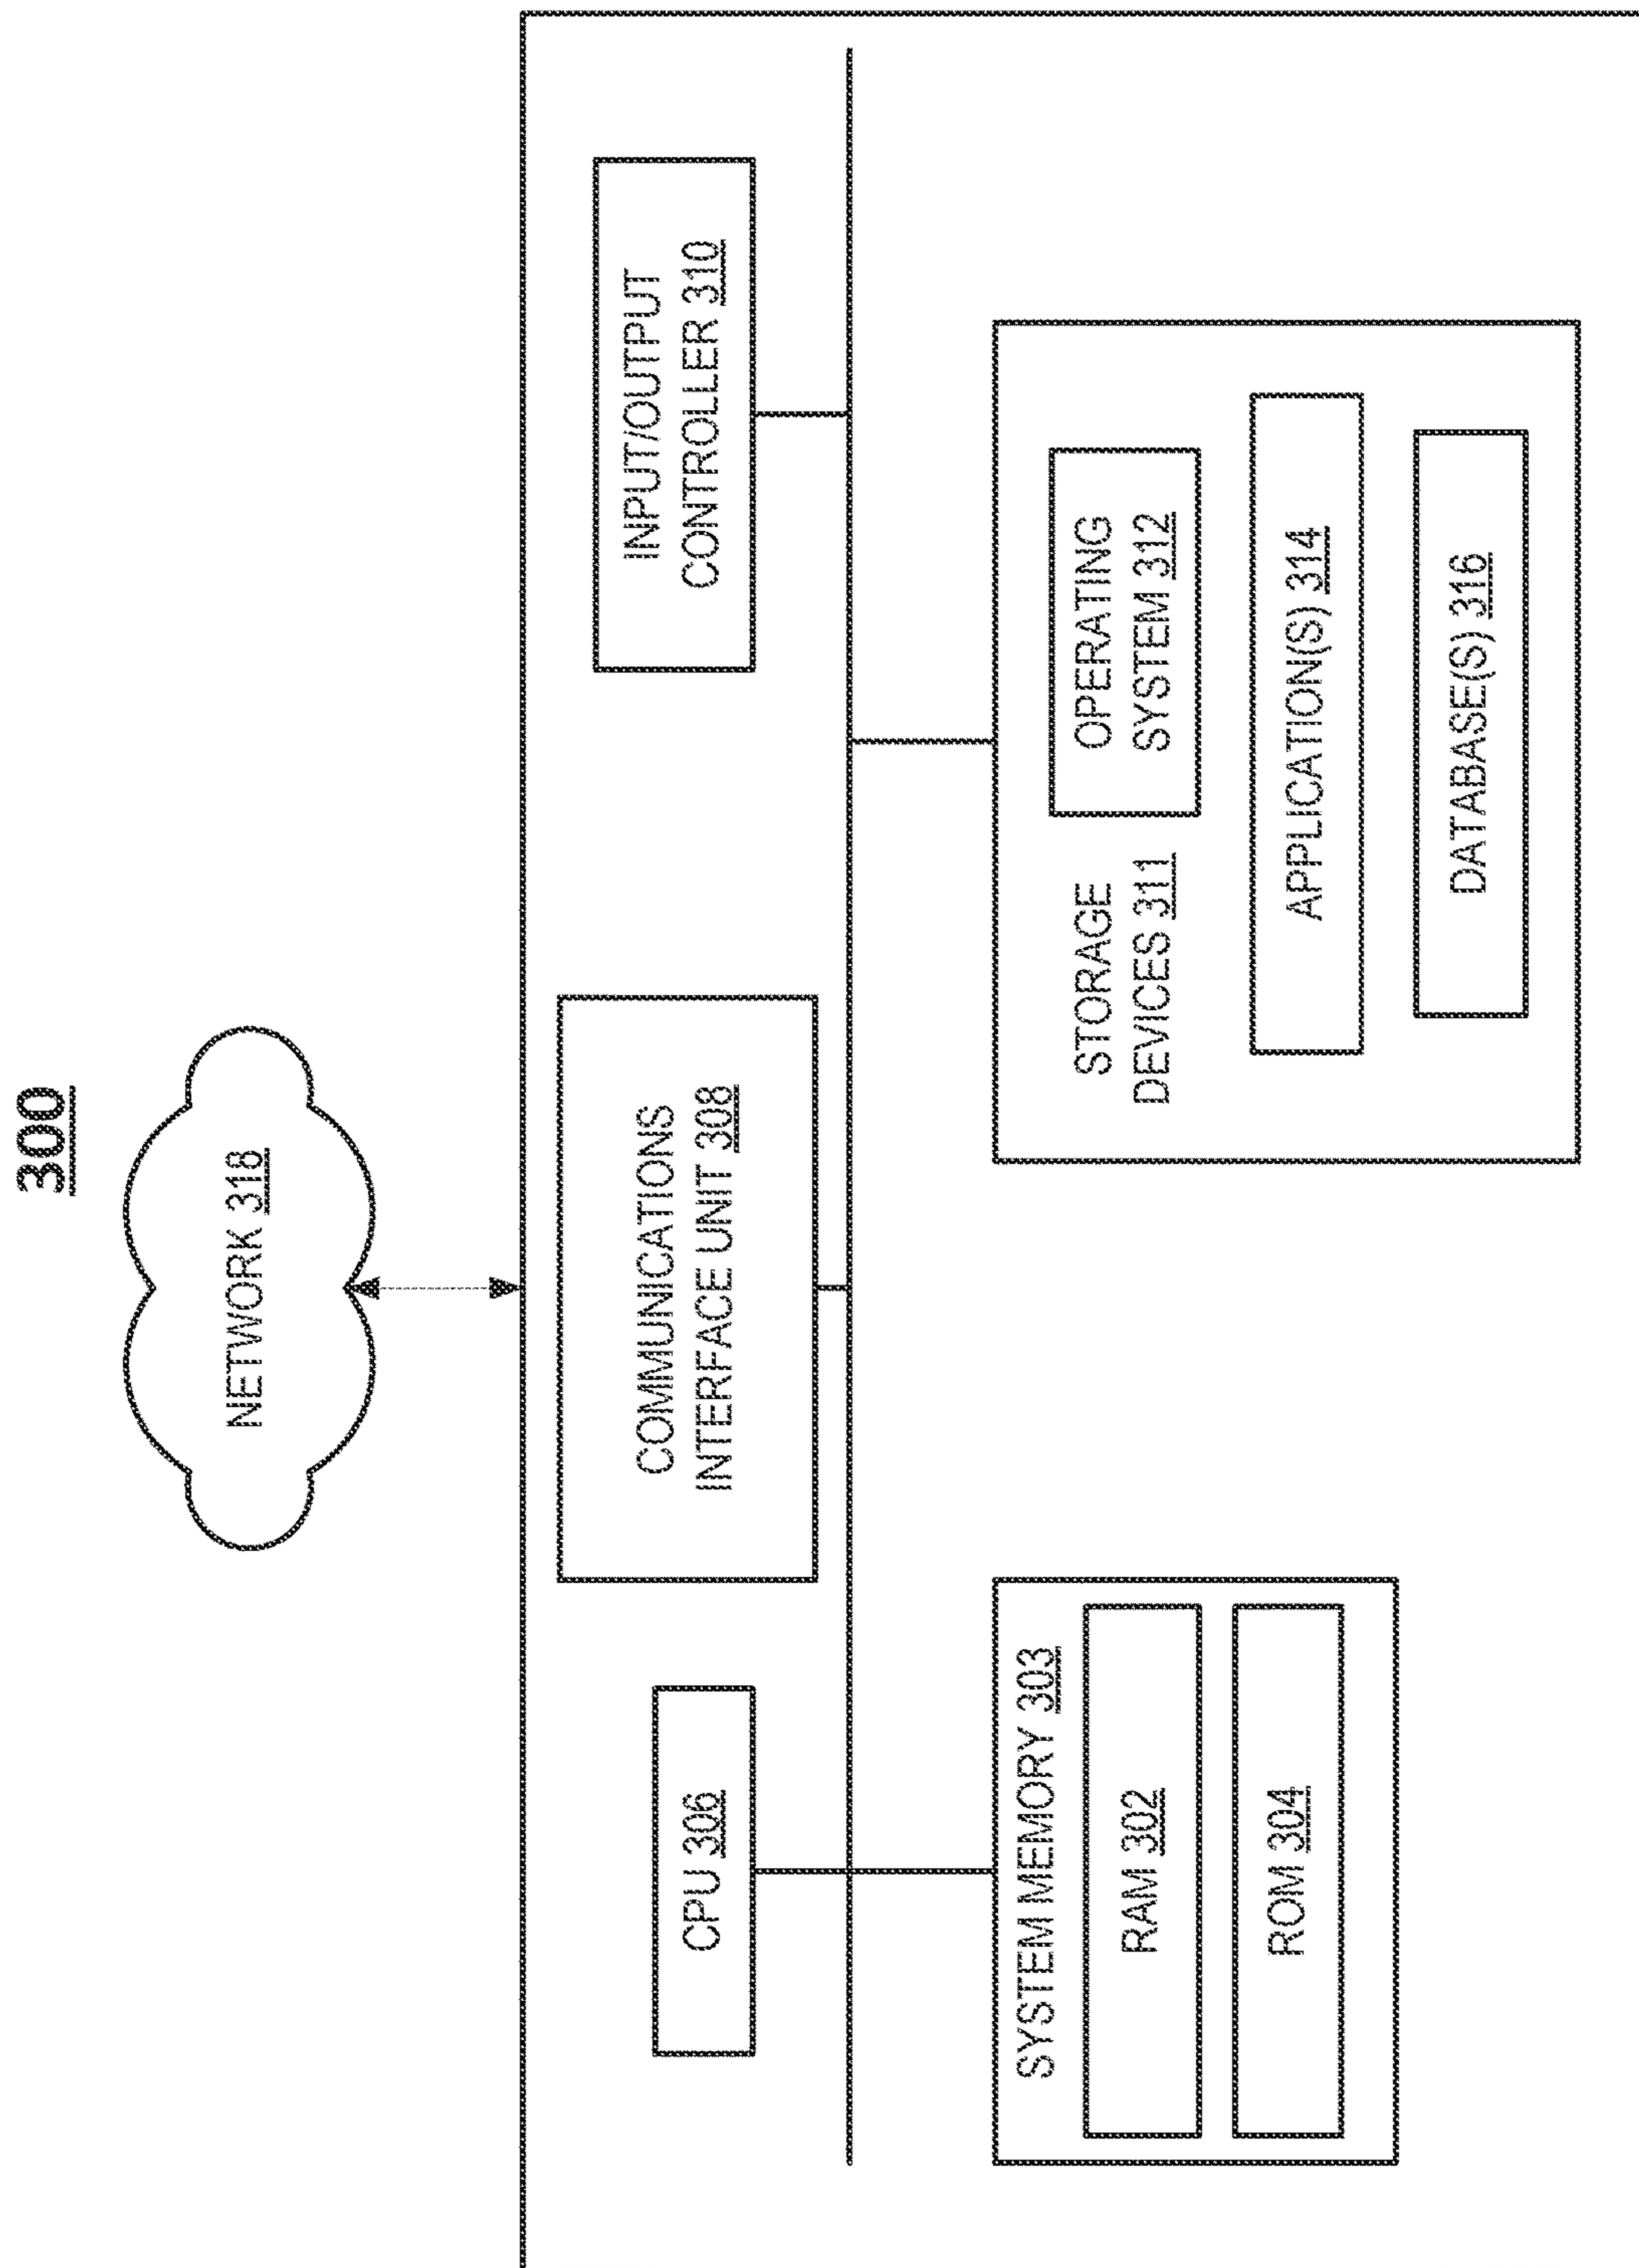 300
NETWORK 318
CPU 306
COMMUNICATIONS
INTERFACE UNIT 308
INPUT/OUTPUT
CONTROLLER 310
SYSTEM MEMORY 303
RAM 302
ROM 304
STORAGE
DEVICES 311
OPERATING
SYSTEM 312
APPLICATION(S) 314
DATABASE(S) 316